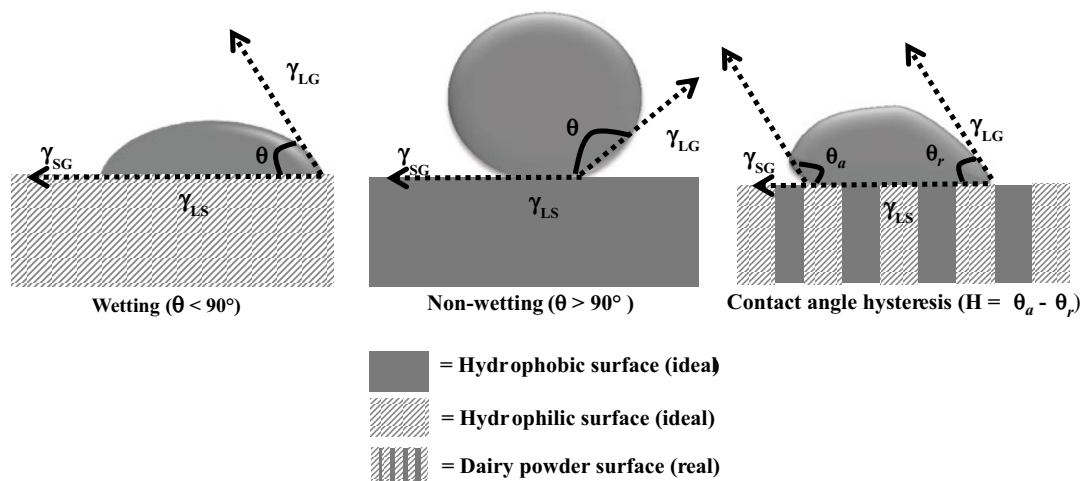 γLG
θ
γSG
γLS
Wetting (θ < 90°)
θ
γLG
γSG
γLS
Non-wetting (θ > 90° )
γLG
θa
θr
γSG
γLS
Contact angle hysteresis (H = θa - θr)
= Hydrophobic surface (ideal)
= Hydrophilic surface (ideal)
= Dairy powder surface (real)